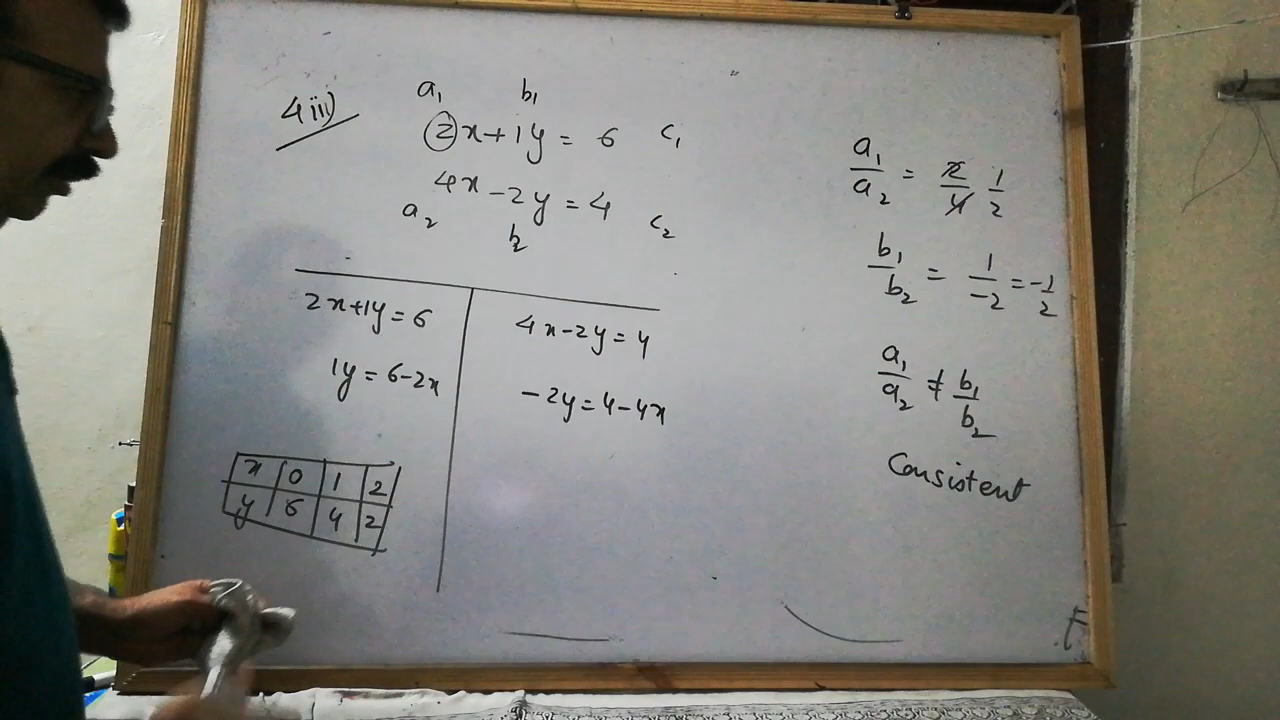 4 iii)
a₁ b₁
2x+1y = 6 c₁
4x-2y = 4
a₂ b₂ c₂
2x+1y=6
1y = 6-2x
x 0 1 2
y 6 4 2
4x-2y=4
-2y=4-4x
a₁/a₂ = 2/4 1/2
b₁/b₂ = 1/-2 = -1/2
a₁/a₂ ≠ b₁/b₂
Consistent